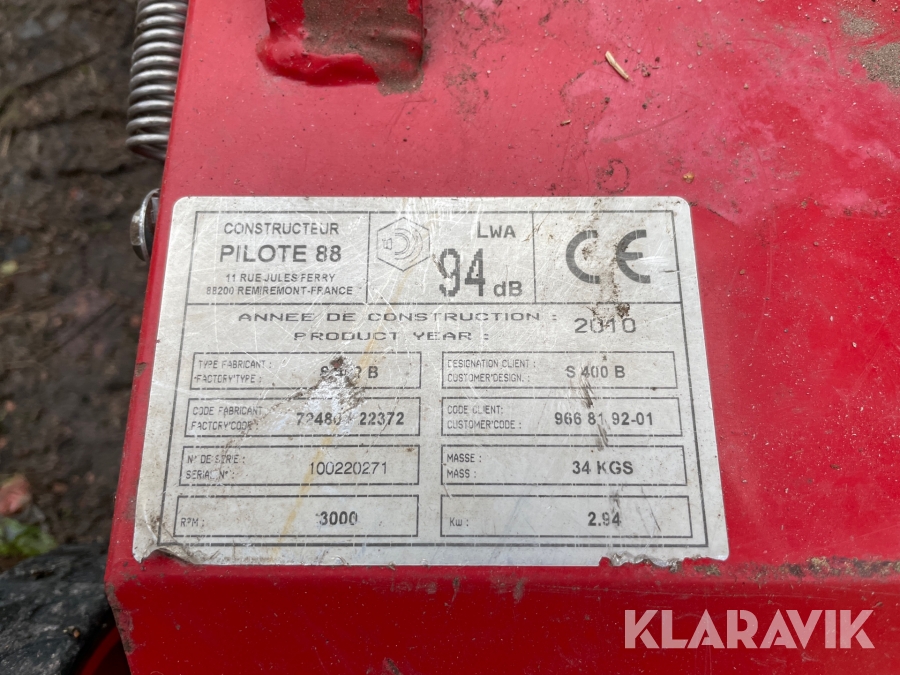 CONSTRUCTEUR
PILOTE 88
11 RUE JULES FERRY
88200 REMIREMONT-FRANCE
LWA
94 dB
CE
ANNEE DE CONSTRUCTION :
PRODUCT YEAR :
2010
TYPE FABRICANT :
"FACTORY'TYPE :
B
DESIGNATION CLIENT :
CUSTOMER'DESIGN. :
S 400 B
CODE FABRICANT
FACTORY'CODE :
22372
CODE CLIENT:
CUSTOMER'CODE :
966 81 92-01
N° DE SERIE :
SERIAL N° :
100220271
MASSE :
MASS :
34 KGS
RPM :
3000
Kw :
2.94
KLARAVIK